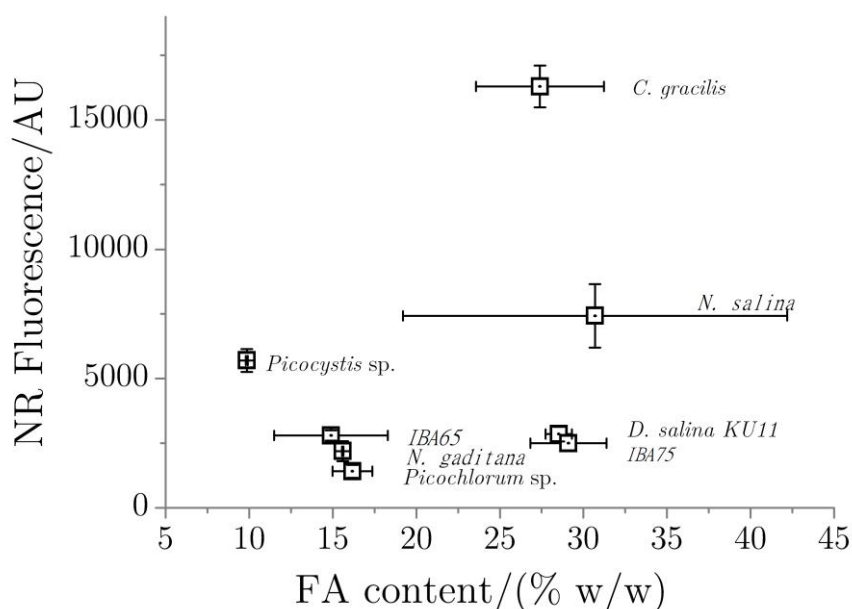 NR Fluorescence/AU
15000
10000
5000
0
C. gracilis
N. salina
Picocystis sp.
IBA65
N. gaditana
Picochlorum sp.
D. salina KU11
IBA75
5 10 15 20 25 30 35 40 45
FA content/(% w/w)